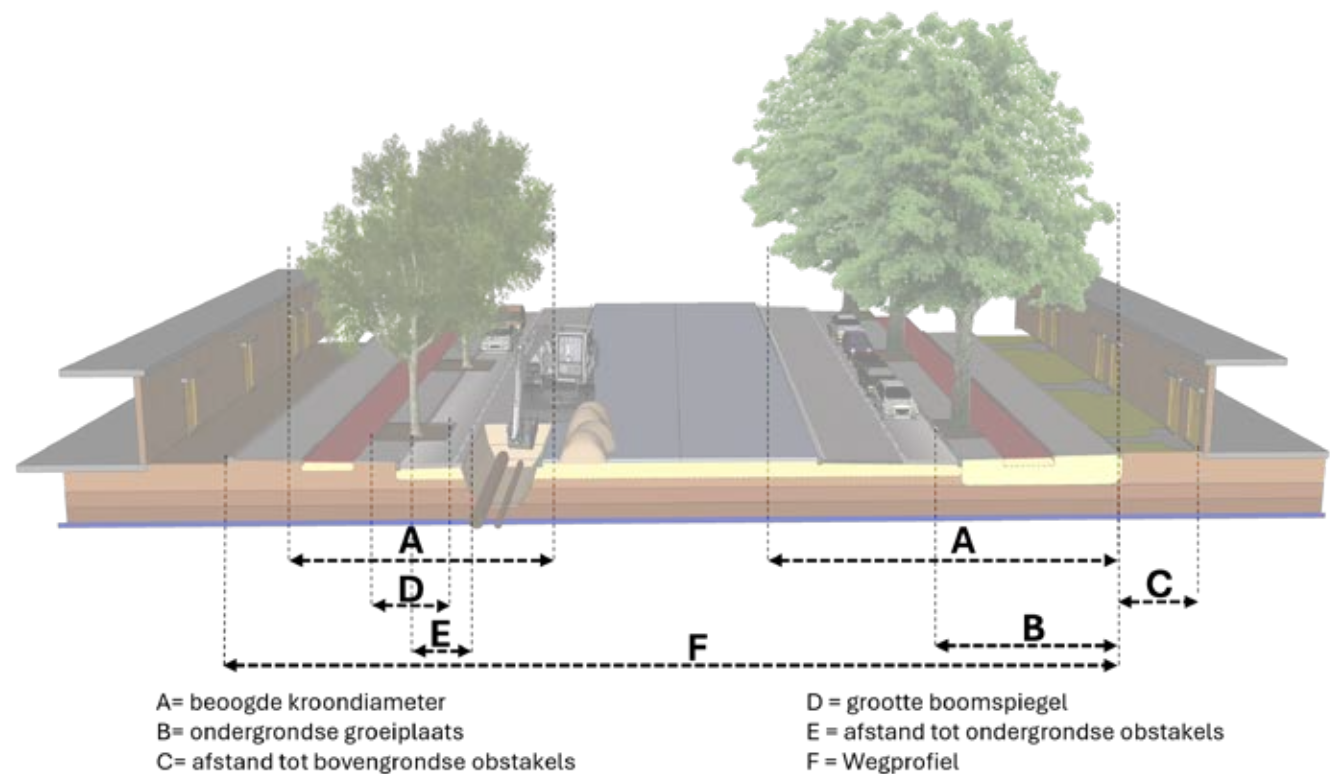 A
A
D
C
E
B
F
A= beoogde kroondiameter
B= ondergrondse groeiplaats
C= afstand tot bovengrondse obstakels
D = grootte boomspiegel
E = afstand tot ondergrondse obstakels
F = Wegprofiel